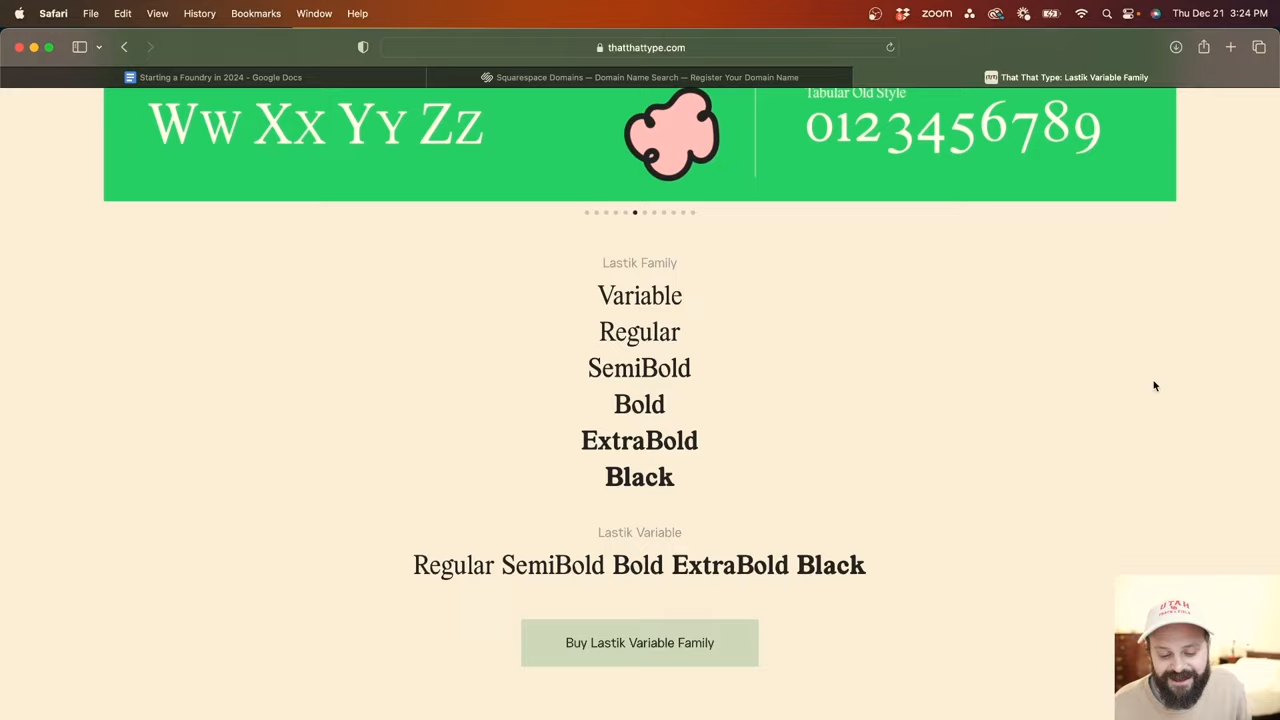 Safari File Edit View History Bookmarks Window Help zoom Thu Dec 21 3:24 PM
thatthattype.com
Starting a Foundry in 2024 - Google Docs
Squarespace Domains — Domain Name Search — Register Your Domain Name
That That Type: Lastik Variable Family
Ww Xx Yy Zz
Tabular Old Style
0123456789
Lastik Family
Variable
Regular
SemiBold
Bold
ExtraBold
Black
Lastik Variable
Regular SemiBold Bold ExtraBold Black
Buy Lastik Variable Family
UTAH